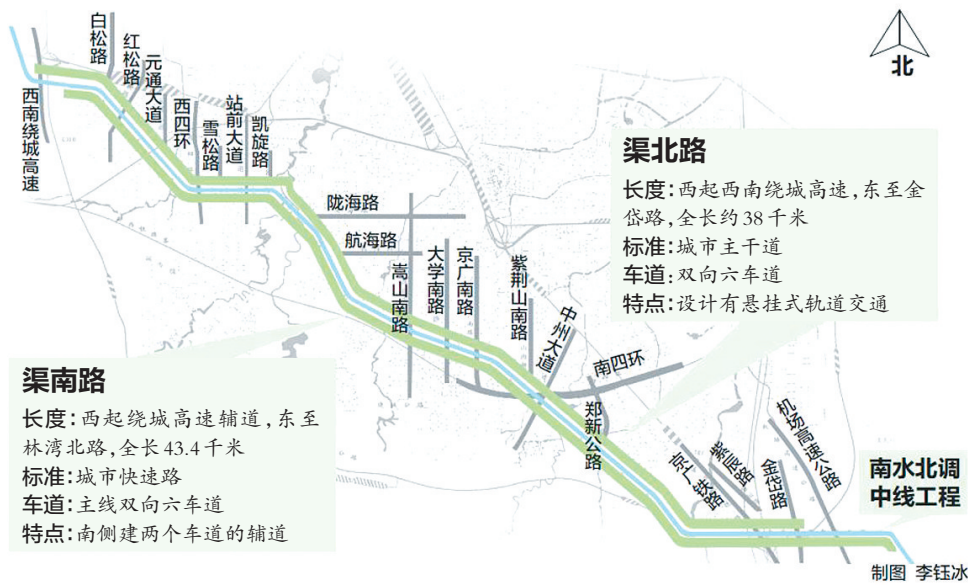 白松路
红松路
元通大道
西四环
雪松路
站前大道
凯旋路
西南绕城高速
北
渠北路
长度：西起西南绕城高速，东至金
岱路，全长约38千米
标准：城市主干道
车道：双向六车道
特点：设计有悬挂式轨道交通
陇海路
航海路
嵩山南路
大学南路
京广南路
紫荆山南路
中州大道
南四环
郑新公路
渠南路
长度：西起绕城高速辅道，东至
林湾北路，全长43.4千米
标准：城市快速路
车道：主线双向六车道
特点：南侧建两个车道的辅道
京广铁路
紫辰路
金岱路
机场高速公路
南水北调
中线工程
制图 李钰冰